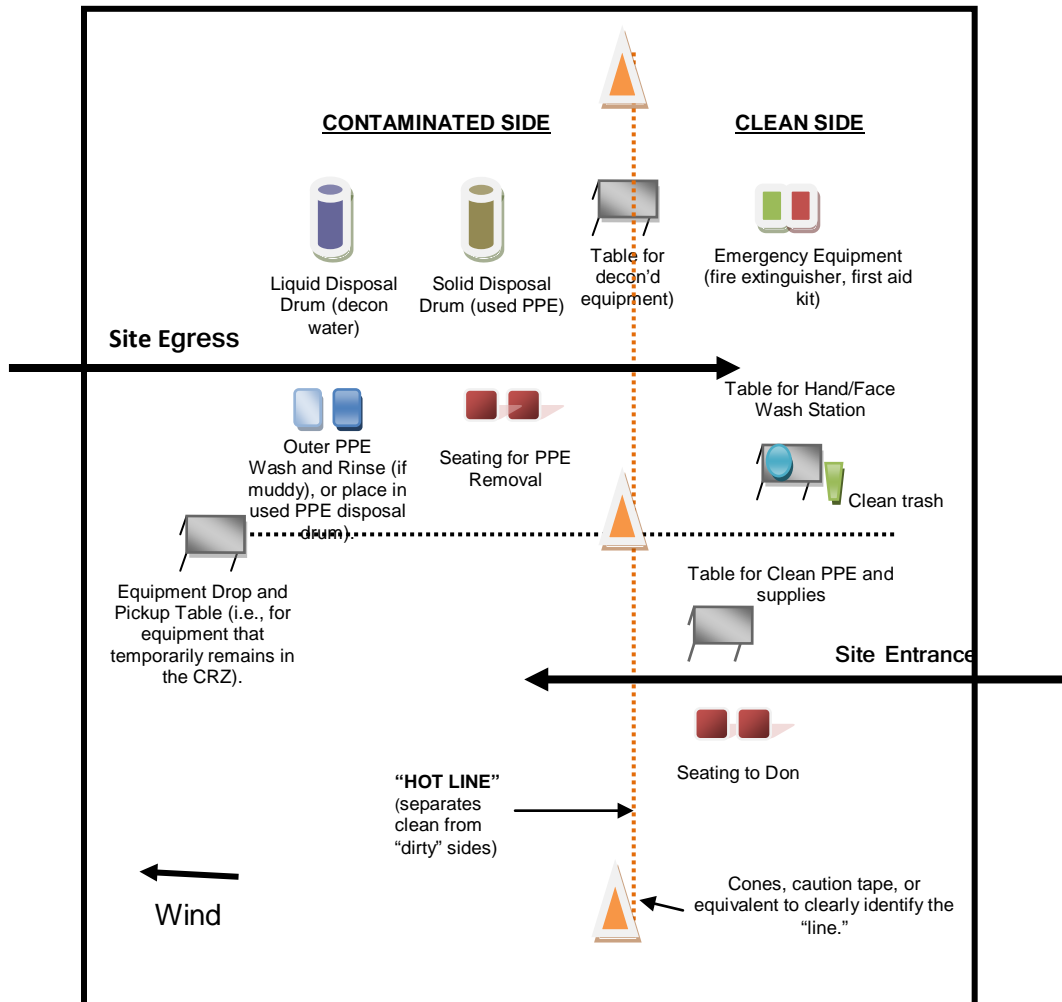 CONTAMINATED SIDE
CLEAN SIDE
Liquid Disposal
Drum (decon
water)
Solid Disposal
Drum (used PPE)
Table for
decon’d
equipment)
Emergency Equipment
(fire extinguisher, first aid
kit)
Site Egress
Outer PPE
Wash and Rinse (if
muddy), or place in
used PPE disposal
drum).
Seating for PPE
Removal
Table for Hand/Face
Wash Station
Clean trash
Equipment Drop and
Pickup Table (i.e., for
equipment that
temporarily remains in
the CRZ).
Table for Clean PPE and
supplies
Site Entrance
Seating to Don
“HOT LINE”
(separates
clean from
“dirty” sides)
Wind
Cones, caution tape, or
equivalent to clearly identify the
“line.”